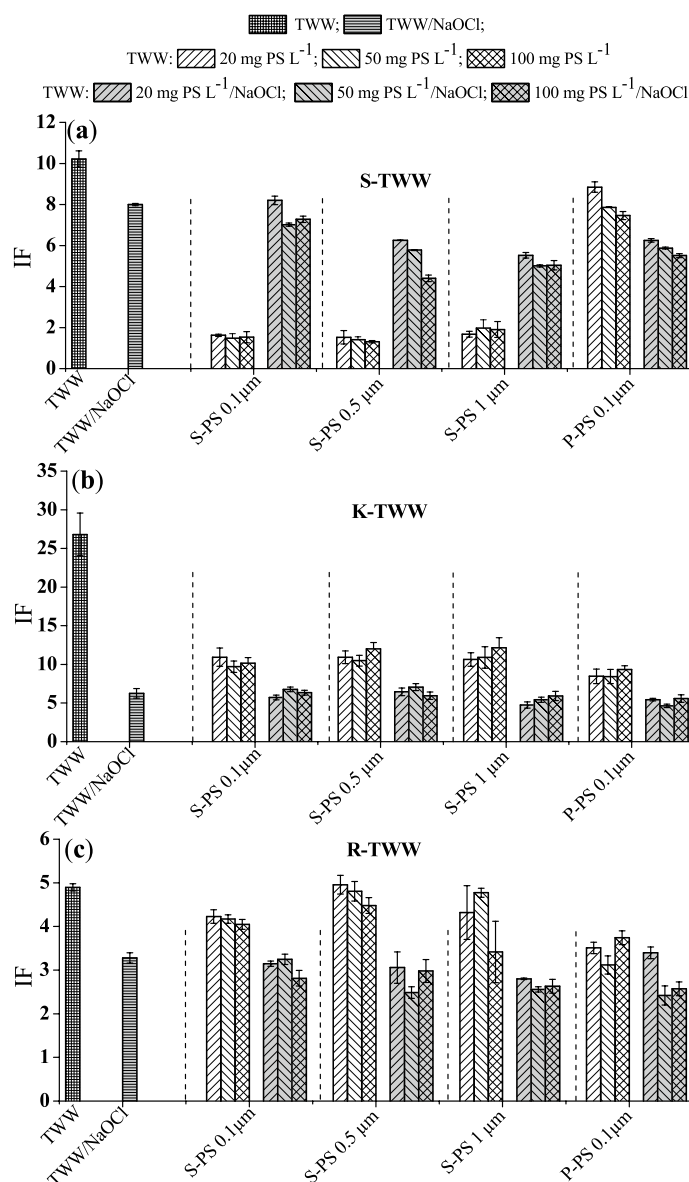 TWW; TWW/NaOCl;
TWW: 20 mg PS L-1; 50 mg PS L-1; 100 mg PS L-1
TWW: 20 mg PS L-1/NaOCl; 50 mg PS L-1/NaOCl; 100 mg PS L-1/NaOCl
(a)
S-TWW
IF
12
10
8
6
4
2
0
TWW
TWW/NaOCl
S-PS 0.1µm
S-PS 0.5 µm
S-PS 1 µm
P-PS 0.1µm
(b)
K-TWW
IF
35
30
25
20
15
10
5
0
TWW
TWW/NaOCl
S-PS 0.1µm
S-PS 0.5 µm
S-PS 1 µm
P-PS 0.1µm
(c)
R-TWW
IF
6
5
4
3
2
1
0
TWW
TWW/NaOCl
S-PS 0.1µm
S-PS 0.5 µm
S-PS 1 µm
P-PS 0.1µm